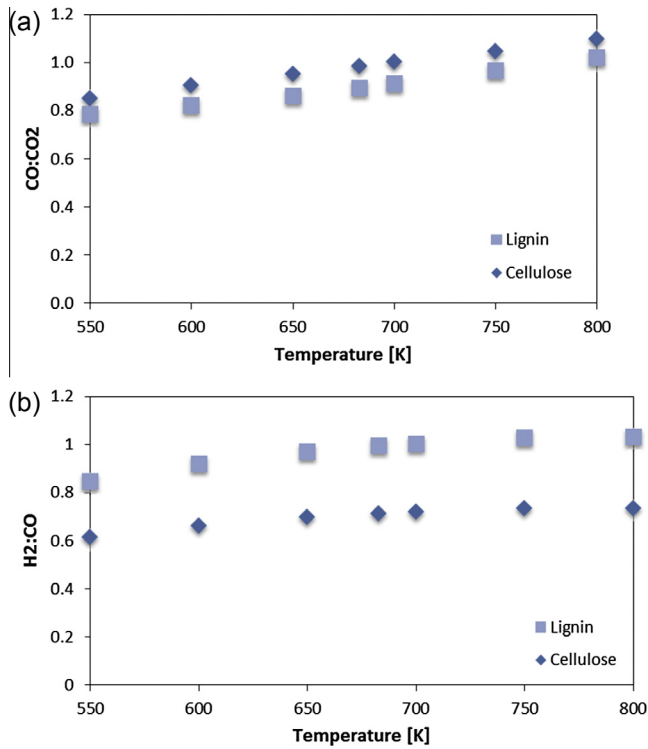 (a)
1.2
1.0
0.8
0.6
0.4
0.2
0.0
CO:CO2
Lignin
Cellulose
550 600 650 700 750 800
Temperature [K]
(b)
1.2
1
0.8
0.6
0.4
0.2
0
H2:CO
Lignin
Cellulose
550 600 650 700 750 800
Temperature [K]